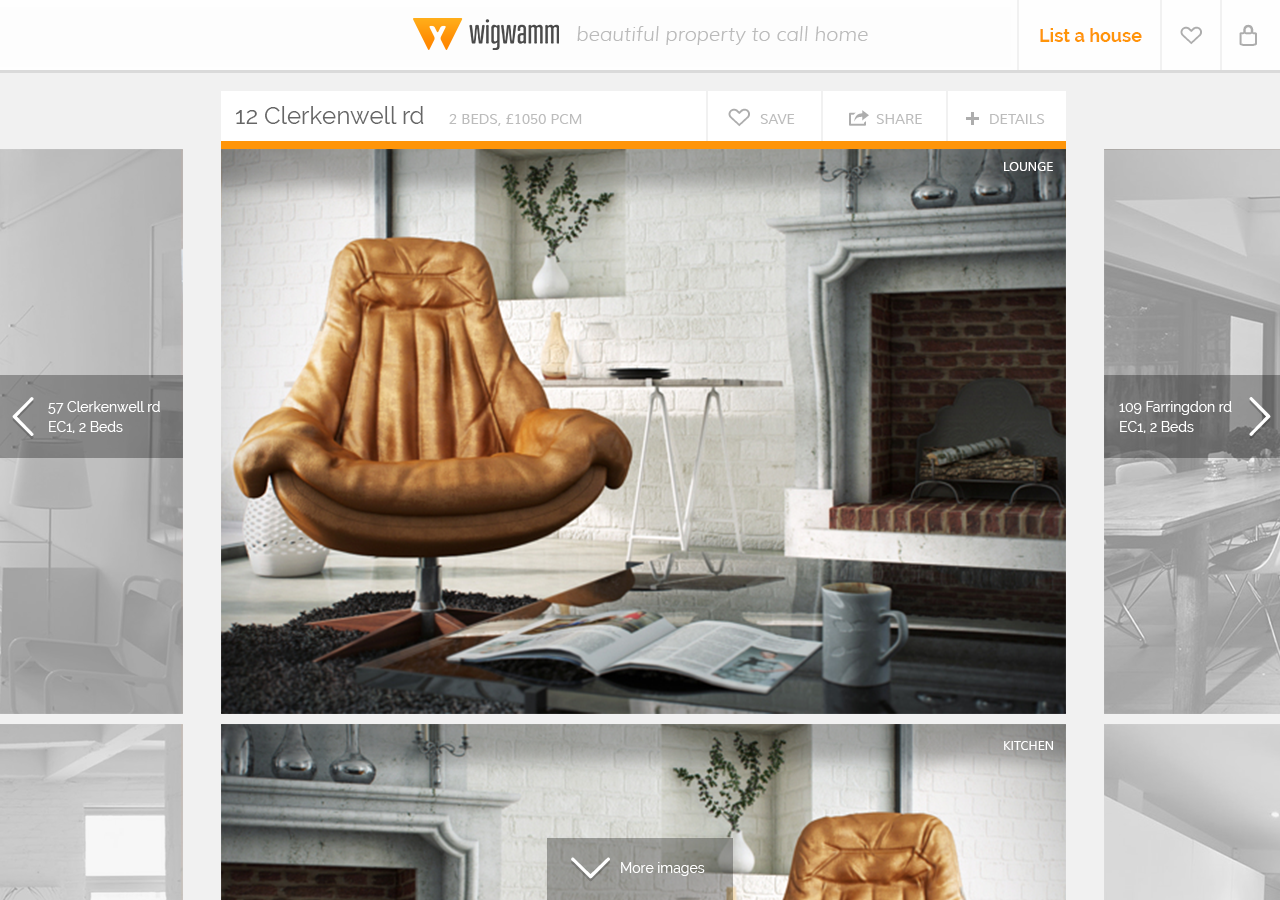 wigwamm
beautiful property to call home
List a house
12 Clerkenwell rd
2 BEDS, £1050 PCM
SAVE
SHARE
DETAILS
LOUNGE
57 Clerkenwell rd
EC1, 2 Beds
109 Farringdon rd
EC1, 2 Beds
KITCHEN
More images